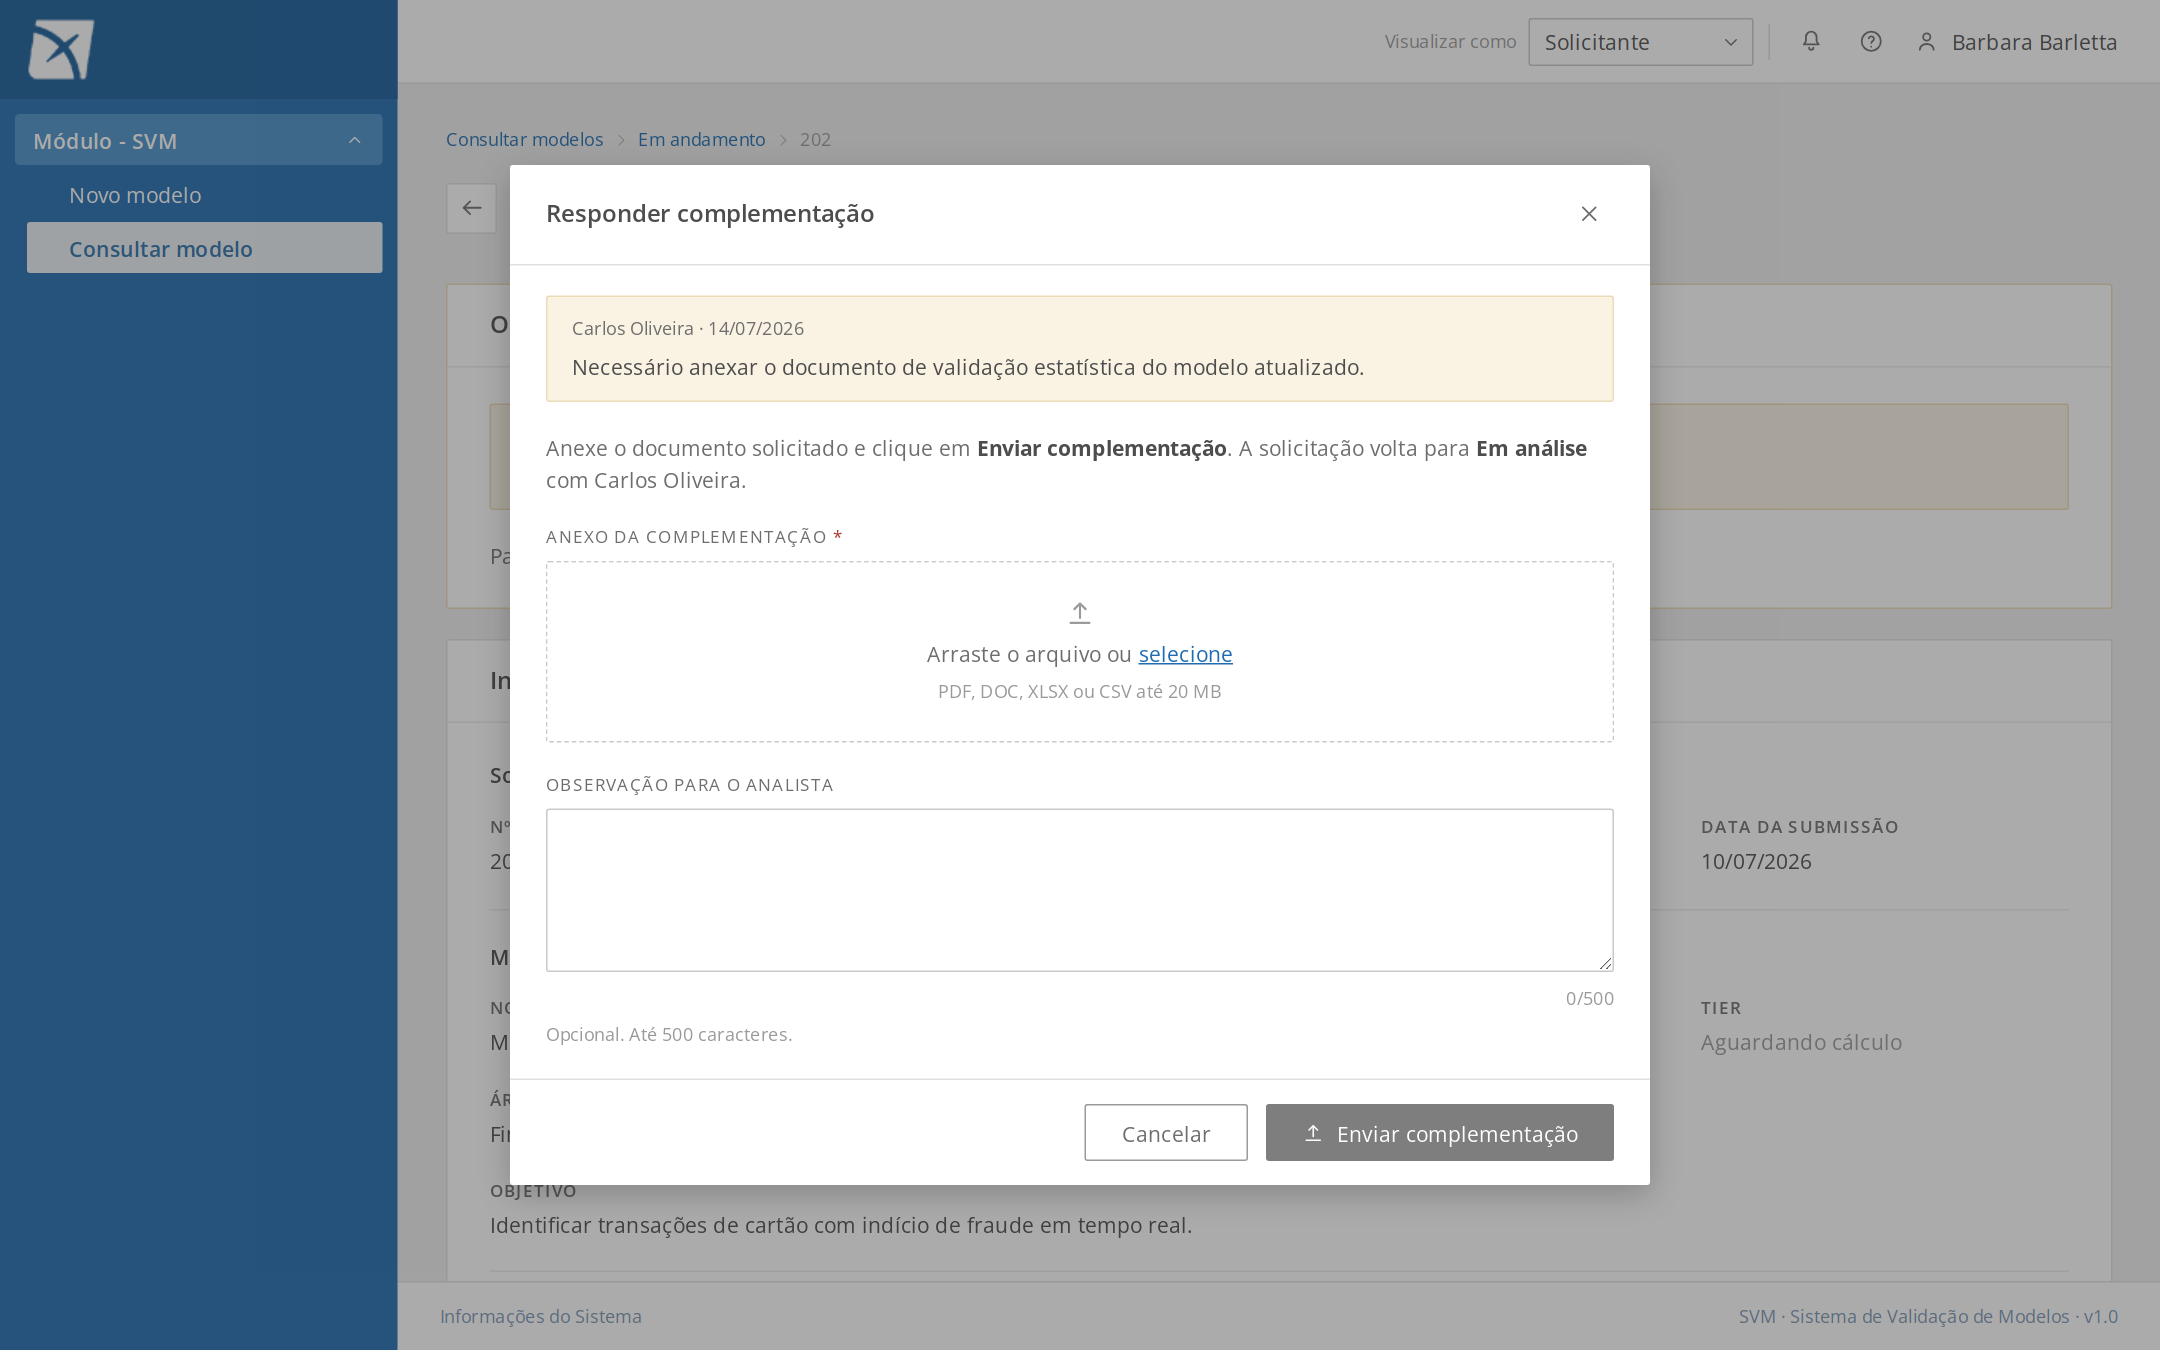 Visualizar como
Solicitante
Barbara Barletta
Módulo - SVM
Novo modelo
Consultar modelo
Consultar modelos
Em andamento
202
Responder complementação
Carlos Oliveira · 14/07/2026
Necessário anexar o documento de validação estatística do modelo atualizado.
Anexe o documento solicitado e clique em Enviar complementação. A solicitação volta para Em análise
com Carlos Oliveira.
ANEXO DA COMPLEMENTAÇÃO *
Arraste o arquivo ou selecione
PDF, DOC, XLSX ou CSV até 20 MB
OBSERVAÇÃO PARA O ANALISTA
0/500
Opcional. Até 500 caracteres.
Cancelar
Enviar complementação
DATA DA SUBMISSÃO
10/07/2026
TIER
Aguardando cálculo
OBJETIVO
Identificar transações de cartão com indício de fraude em tempo real.
Informações do Sistema
SVM · Sistema de Validação de Modelos · v1.0